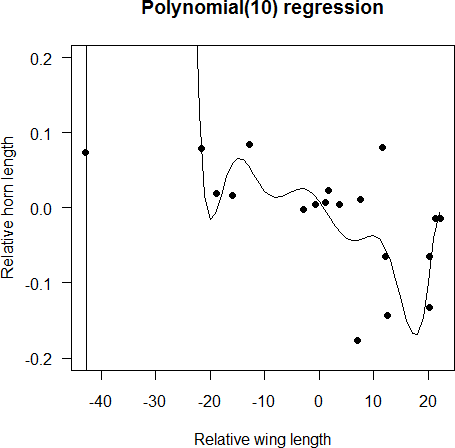 Polynomial(10) regression
Relative horn length
0.2
0.1
0.0
-0.1
-0.2
-40 -30 -20 -10 0 10 20
Relative wing length